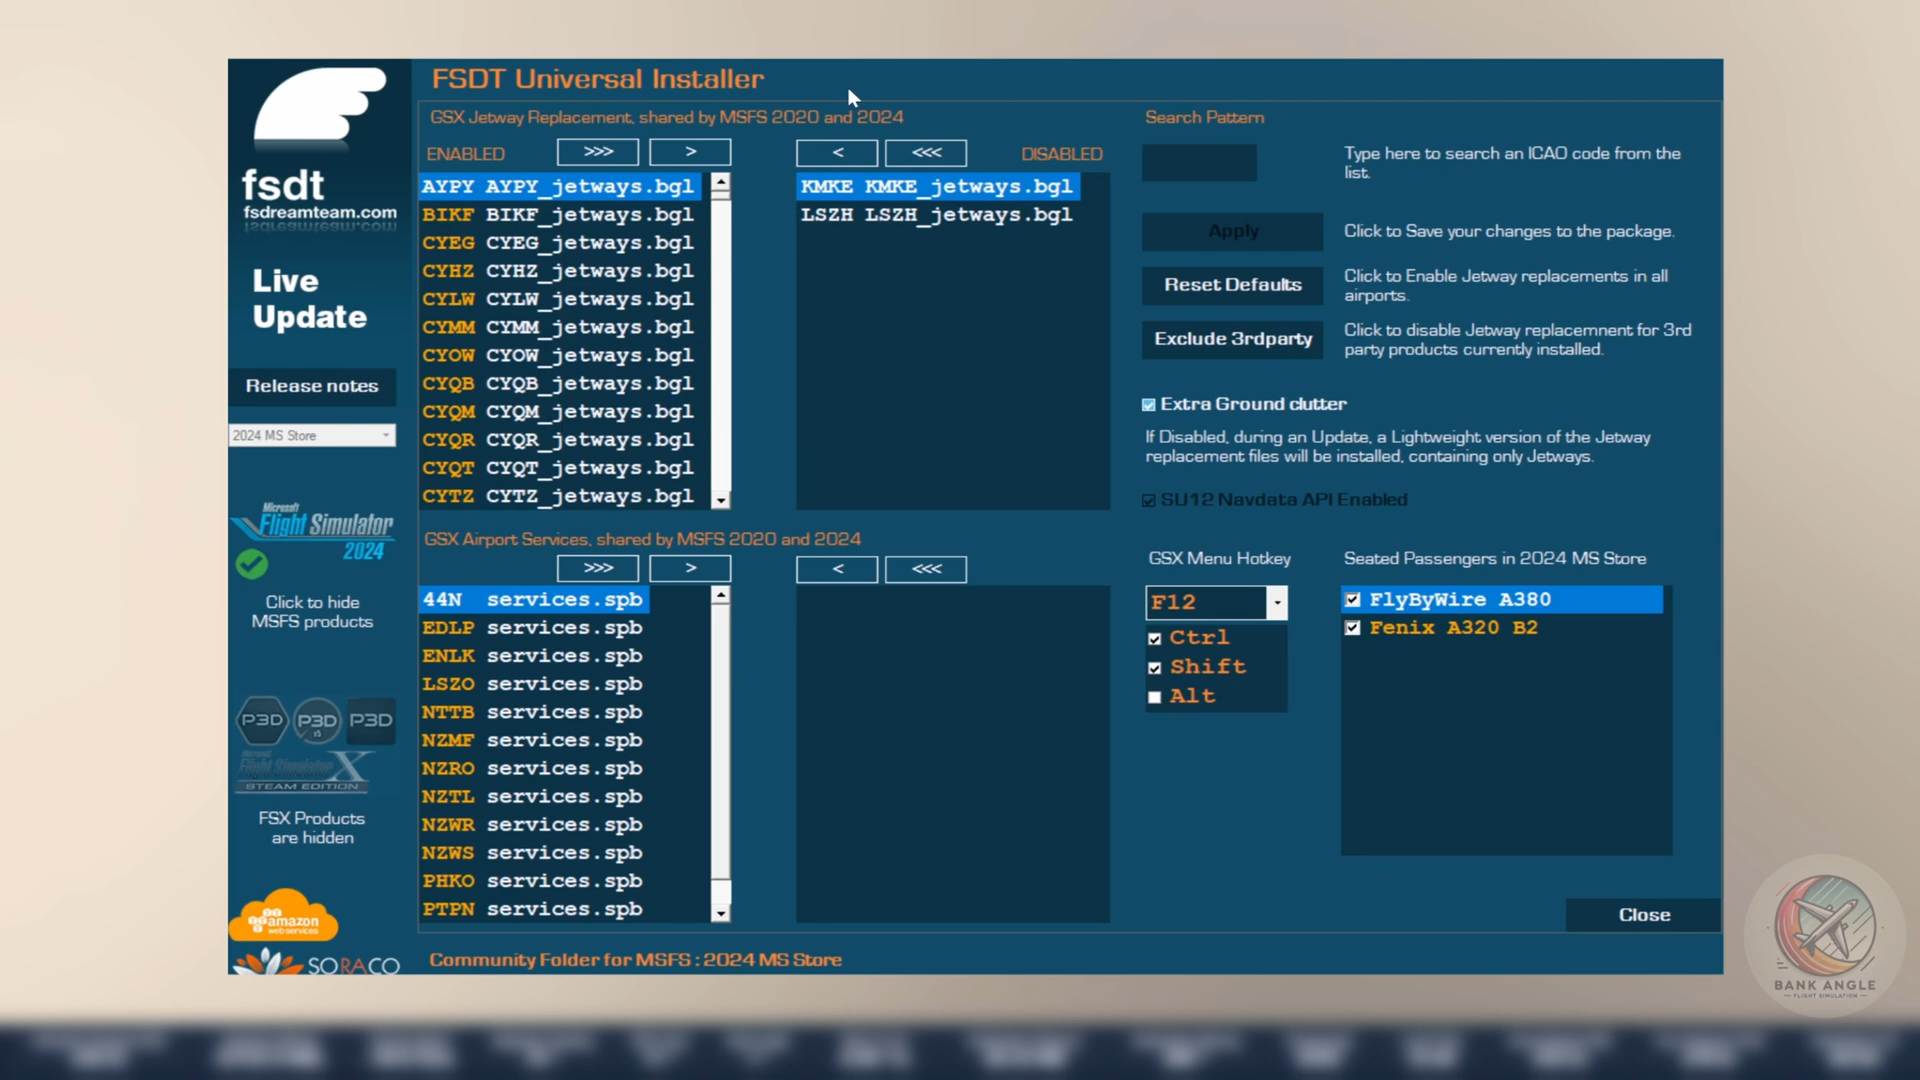 FSDT Universal Installer
fsdt
fsdreamteam.com
Live
Update
Release notes
2024 MS Store
Microsoft
Flight Simulator
2024
Click to hide
MSFS products
P3D P3D v5 P3D
Microsoft
Flight Simulator X
STEAM EDITION
FSX Products
are hidden
amazon
webservices
SORACO
GSX Jetway Replacement, shared by MSFS 2020 and 2024
ENABLED >>> > < <<< DISABLED
AYPY AYPY_jetways.bgl
BIKF BIKF_jetways.bgl
CYEG CYEG_jetways.bgl
CYHZ CYHZ_jetways.bgl
CYLW CYLW_jetways.bgl
CYMM CYMM_jetways.bgl
CYOW CYOW_jetways.bgl
CYQB CYQB_jetways.bgl
CYQM CYQM_jetways.bgl
CYQR CYQR_jetways.bgl
CYQT CYQT_jetways.bgl
CYTZ CYTZ_jetways.bgl
KMKE KMKE_jetways.bgl
LSZH LSZH_jetways.bgl
GSX Airport Services, shared by MSFS 2020 and 2024
>>> > < <<<
44N services.spb
EDLP services.spb
ENLK services.spb
LSZO services.spb
NTTB services.spb
NZMF services.spb
NZRO services.spb
NZTL services.spb
NZWR services.spb
NZWS services.spb
PHKO services.spb
PTPN services.spb
Search Pattern
Type here to search an ICAO code from the
list.
Apply
Click to Save your changes to the package.
Reset Defaults
Click to Enable Jetway replacements in all
airports.
Exclude 3rdparty
Click to disable Jetway replacemnent for 3rd
party products currently installed.
Extra Ground clutter
If Disabled, during an Update, a Lightweight version of the Jetway
replacement files will be installed, containing only Jetways.
SU12 Navdata API Enabled
GSX Menu Hotkey
F12
Ctrl
Shift
Alt
Seated Passengers in 2024 MS Store
FlyByWire A380
Fenix A320 B2
Close
Community Folder for MSFS : 2024 MS Store
BANK ANGLE
FLIGHT SIMULATION